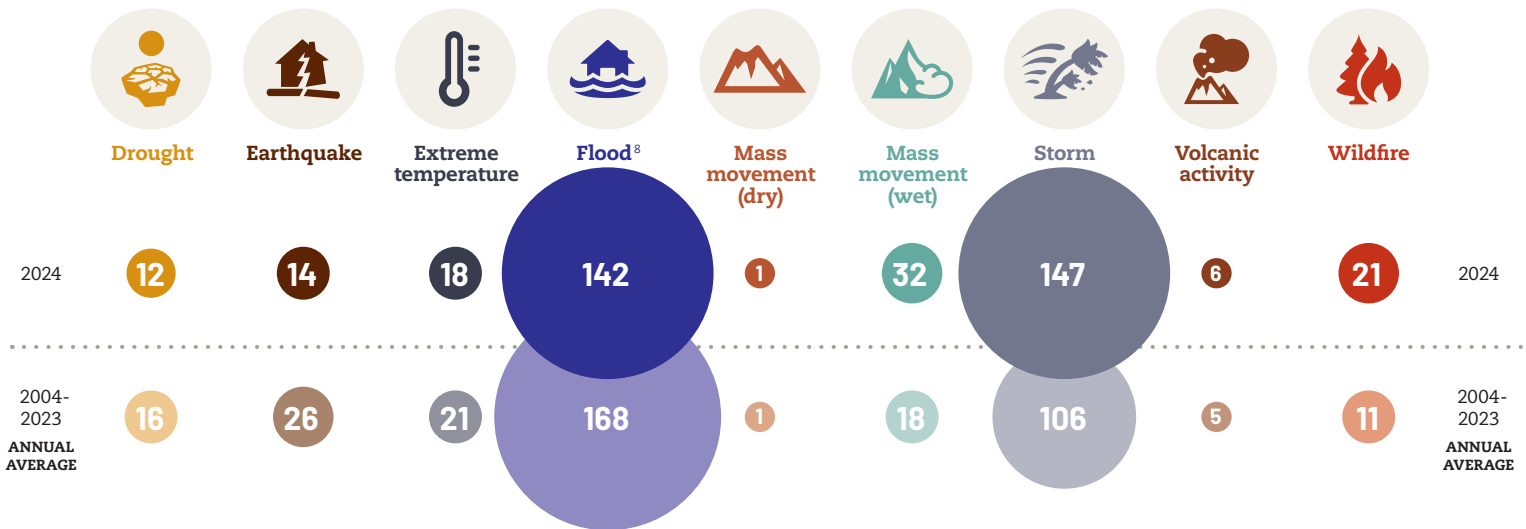 Drought
Earthquake
Extreme
temperature
Flood⁸
Mass
movement
(dry)
Mass
movement
(wet)
Storm
Volcanic
activity
Wildfire
2024
12
14
18
142
1
32
147
6
21
2024
2004-
2023
ANNUAL
AVERAGE
16
26
21
168
1
18
106
5
11
2004-
2023
ANNUAL
AVERAGE